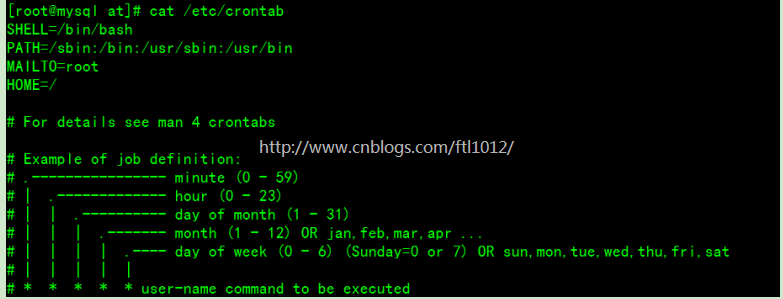 [root@mysql at]# cat /etc/crontab
SHELL=/bin/bash
PATH=/sbin:/bin:/usr/sbin:/usr/bin
MAILTO=root
HOME=/
# For details see man 4 crontabs
http://www.cnblogs.com/ftl1012/
# Example of job definition:
# .---------------- minute (0 - 59)
# | .------------- hour (0 - 23)
# | | .---------- day of month (1 - 31)
# | | | .------- month (1 - 12) OR jan,feb,mar,apr ...
# | | | | .---- day of week (0 - 6) (Sunday=0 or 7) OR sun,mon,tue,wed,thu,fri,sat
# | | | | |
# * * * * * user-name command to be executed